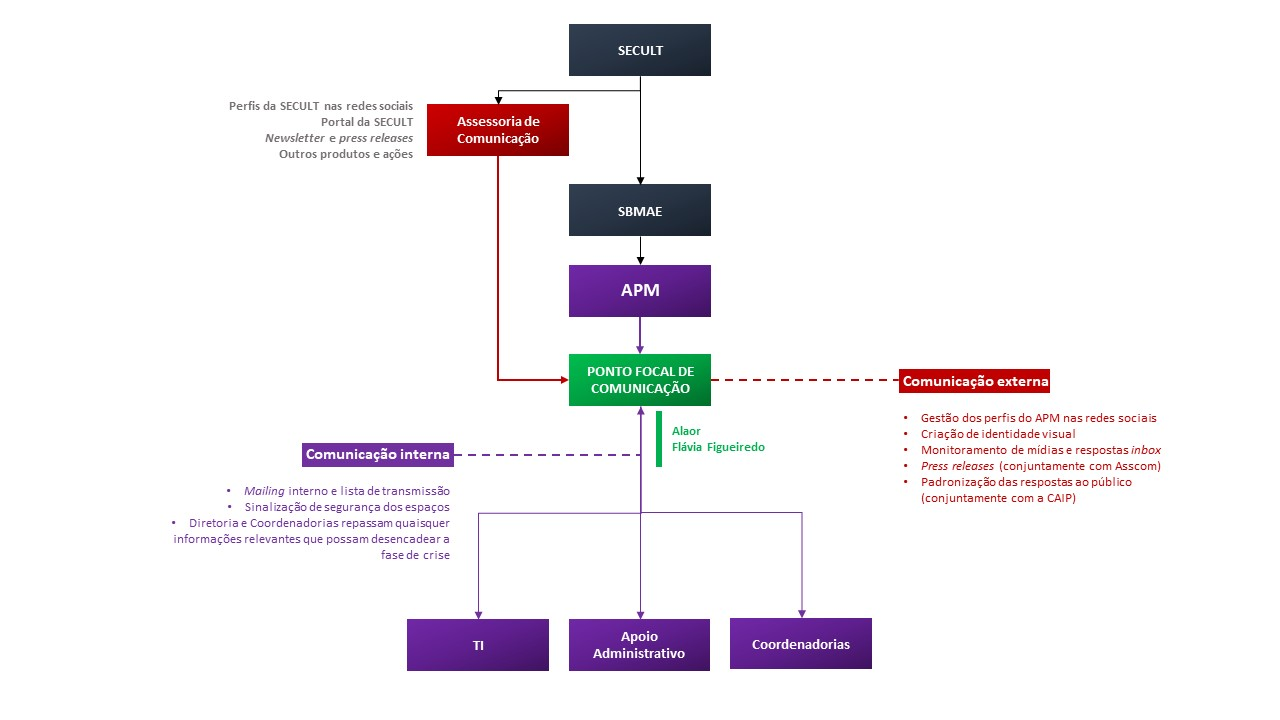 SECULT
Perfis da SECULT nas redes sociais
Portal da SECULT
Newsletter e press releases
Outros produtos e ações
Assessoria de
Comunicação
SBMAE
APM
PONTO FOCAL DE
COMUNICAÇÃO
Comunicação externa
• Gestão dos perfis do APM nas redes sociais
• Criação de identidade visual
• Monitoramento de mídias e respostas inbox
• Press releases (conjuntamente com Asscom)
• Padronização das respostas ao público
(conjuntamente com a CAIP)
Alaor
Flávia Figueiredo
Comunicação interna
• Mailing interno e lista de transmissão
• Sinalização de segurança dos espaços
• Diretoria e Coordenadorias repassam quaisquer
informações relevantes que possam desencadear a
fase de crise
TI
Apoio
Administrativo
Coordenadorias